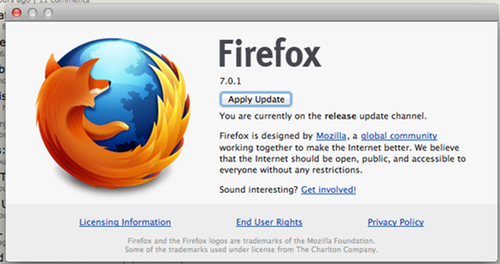 ours ago | 11 comments
Firefox
7.0.1
Apply Update
You are currently on the release update channel.
Firefox is designed by Mozilla, a global community
working together to make the Internet better. We believe
that the Internet should be open, public, and accessible to
everyone without any restrictions.
Sound interesting? Get involved!
Licensing Information End User Rights Privacy Policy
Firefox and the Firefox logos are trademarks of the Mozilla Foundation.
Some of the trademarks used under license from The Charlton Company.